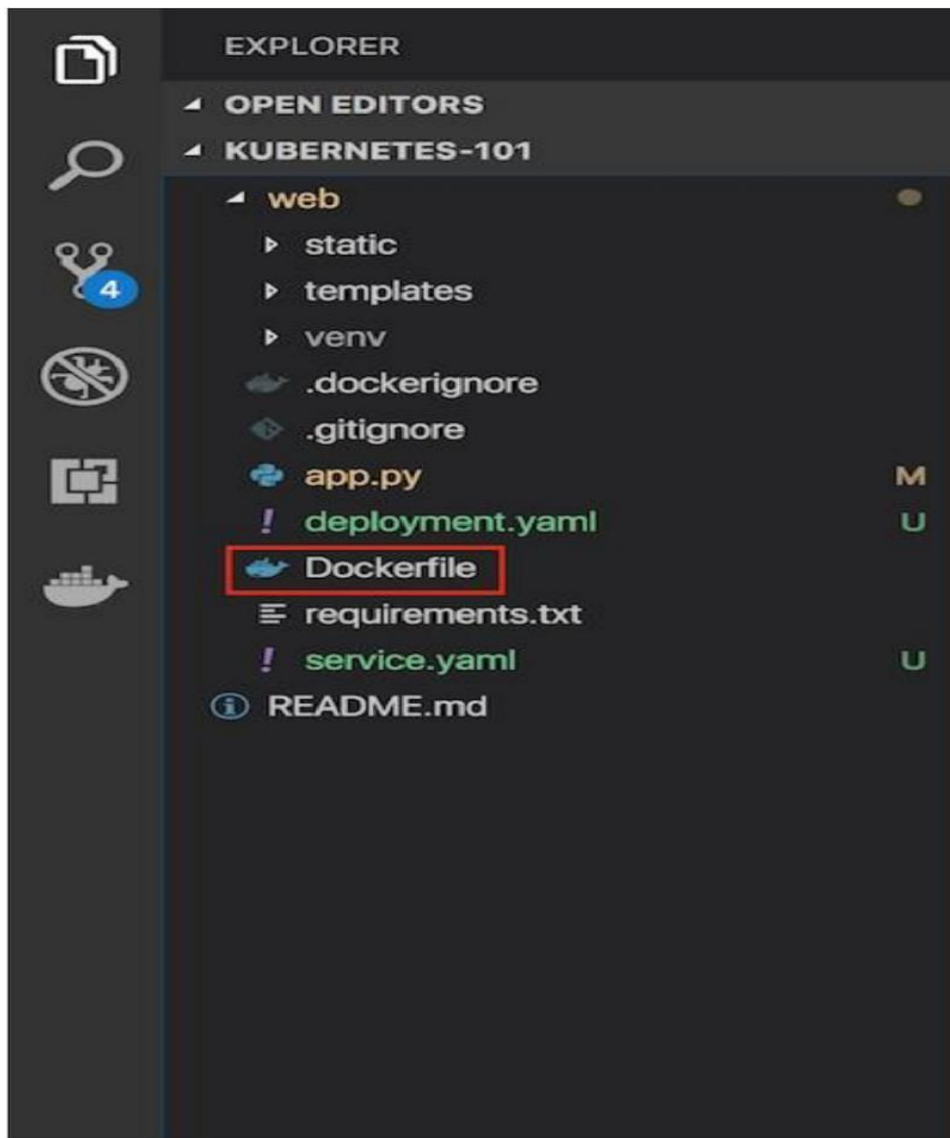 EXPLORER
OPEN EDITORS
KUBERNETES-101
web
static
templates
venv
.dockerignore
.gitignore
app.py M
deployment.yaml U
Dockerfile
requirements.txt
service.yaml U
README.md
4